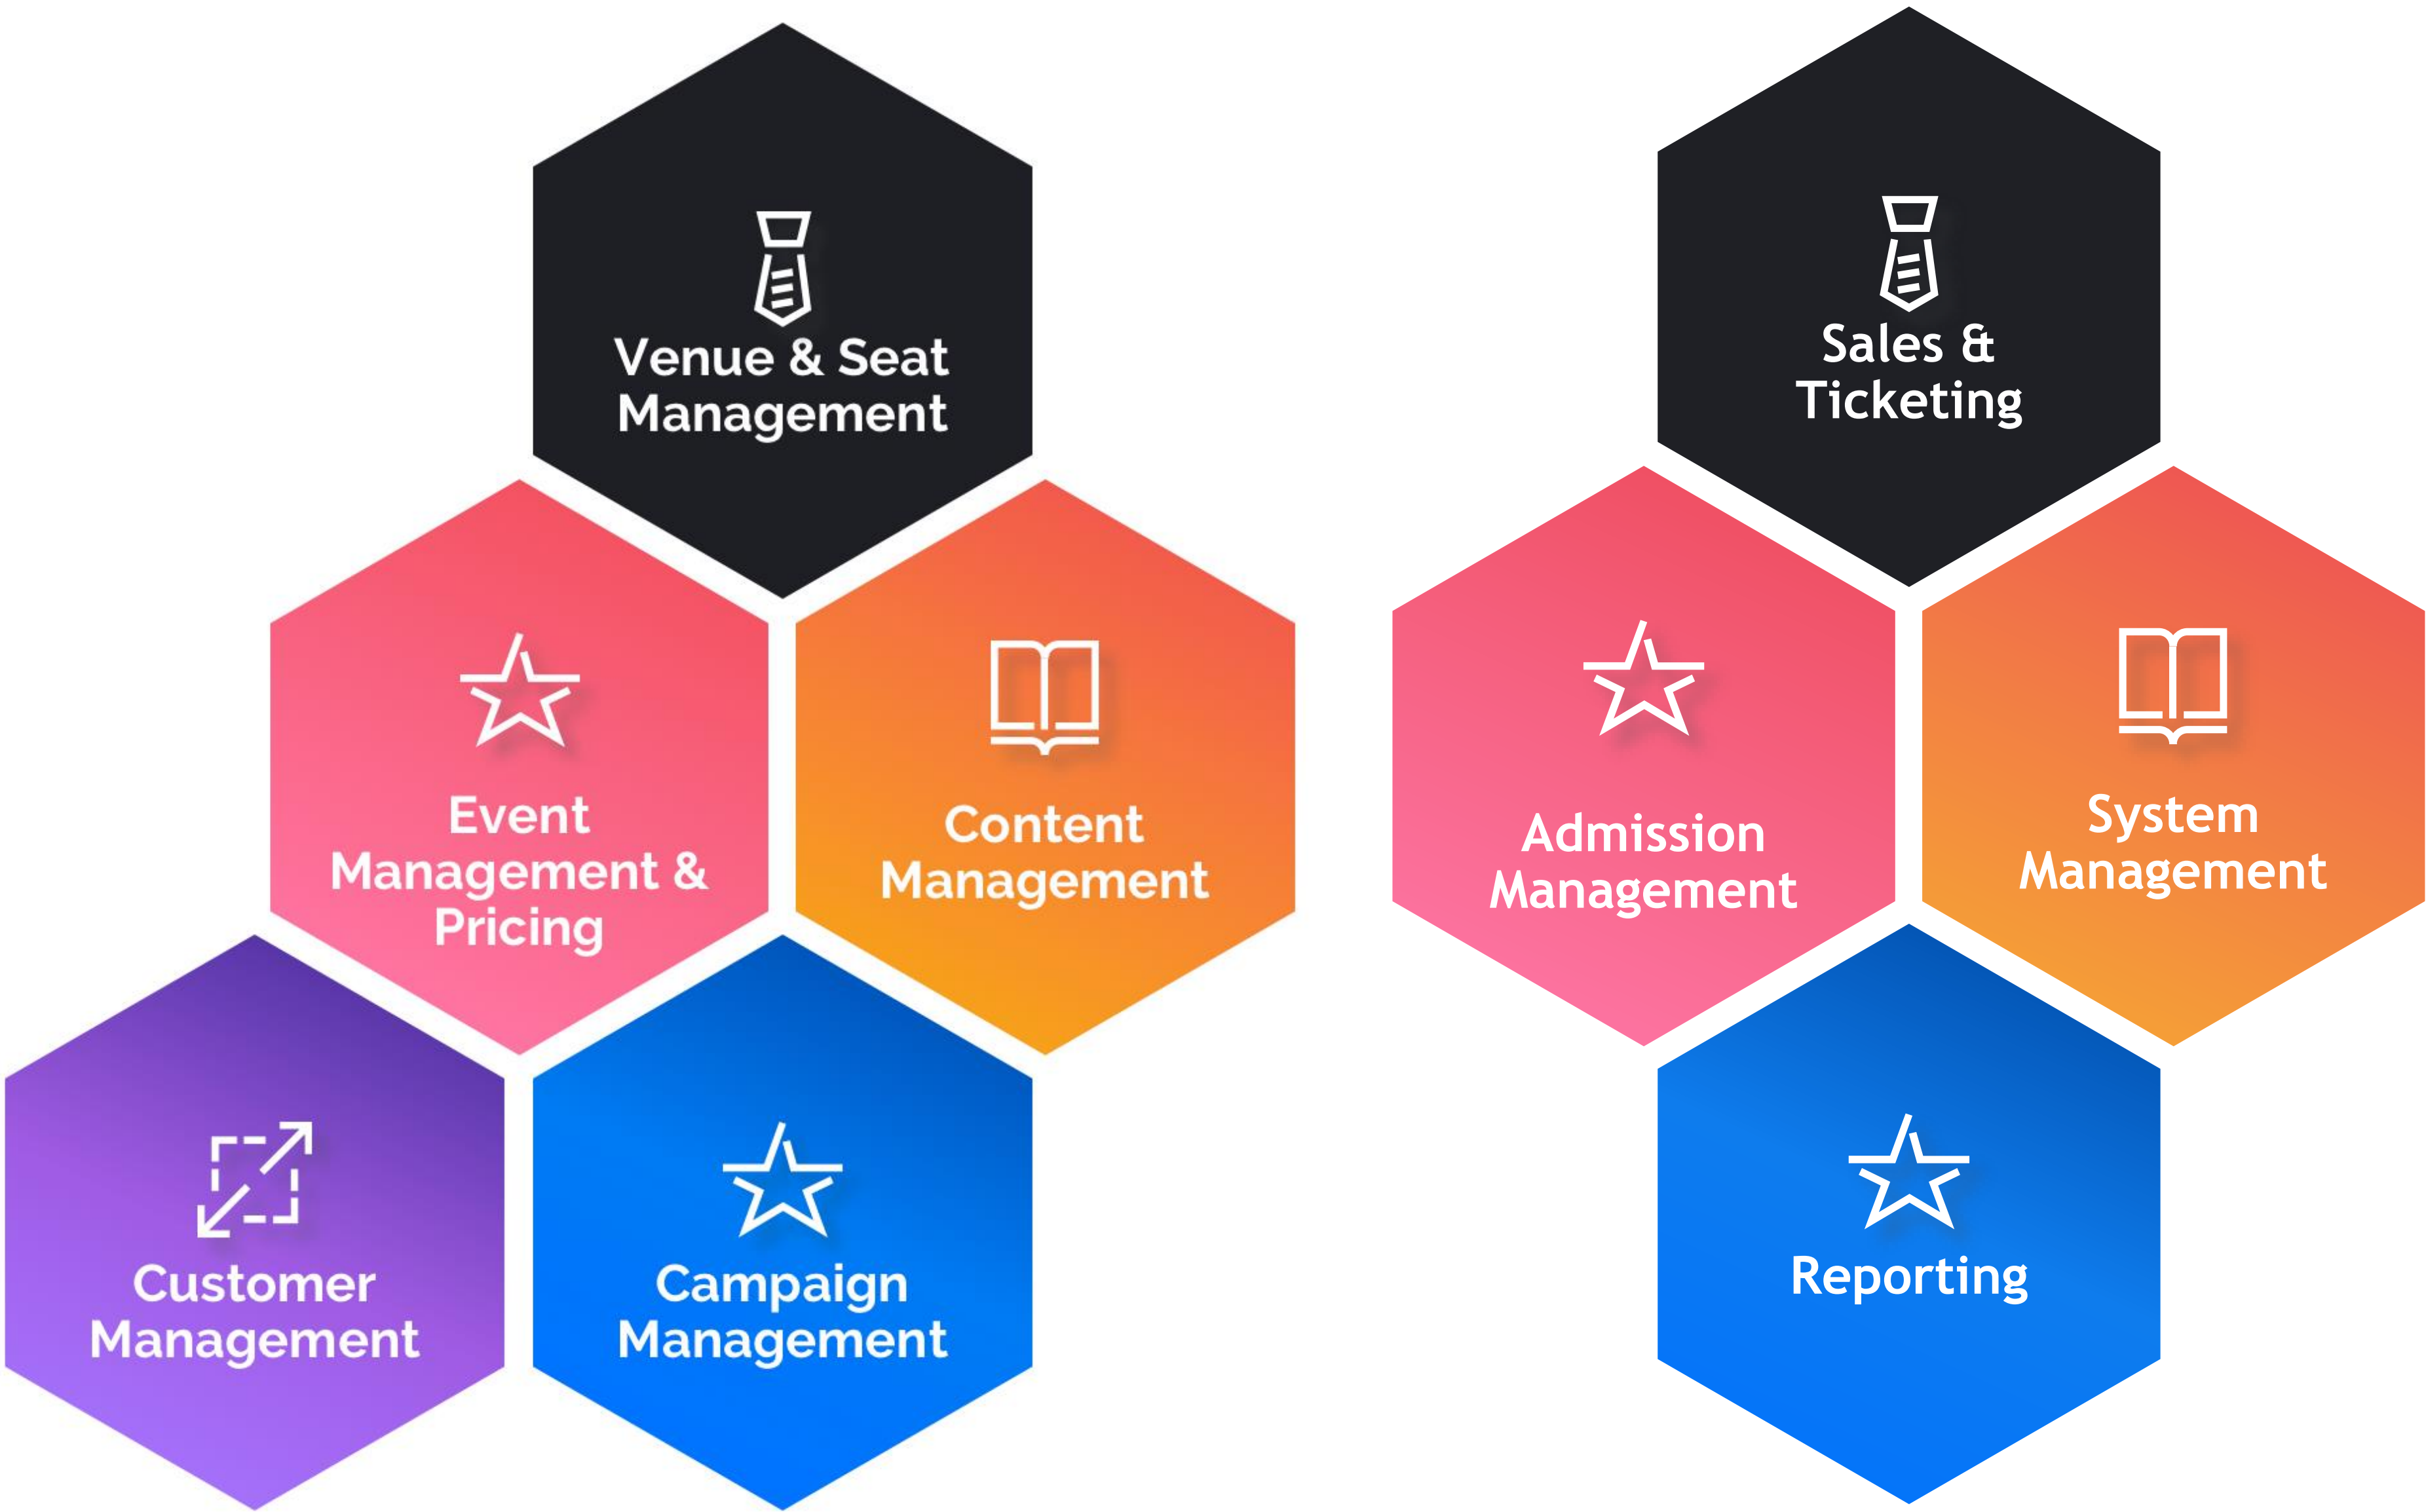 Venue & Seat
Management
Event
Management &
Pricing
Content
Management
Customer
Management
Campaign
Management
Sales &
Ticketing
Admission
Management
System
Management
Reporting